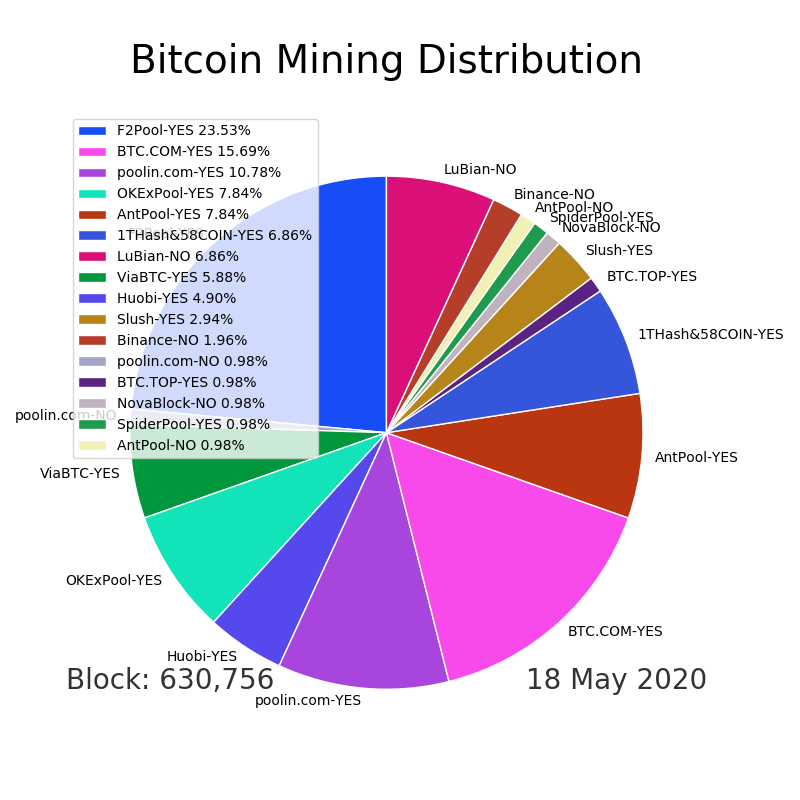 Bitcoin Mining Distribution
F2Pool-YES 23.53%
BTC.COM-YES 15.69%
poolin.com-YES 10.78%
OKExPool-YES 7.84%
AntPool-YES 7.84%
1THash&58COIN-YES 6.86%
LuBian-NO 6.86%
ViaBTC-YES 5.88%
Huobi-YES 4.90%
Slush-YES 2.94%
Binance-NO 1.96%
poolin.com-NO 0.98%
BTC.TOP-YES 0.98%
NovaBlock-NO 0.98%
SpiderPool-YES 0.98%
AntPool-NO 0.98%
LuBian-NO
Binance-NO
AntPool-NO
SpiderPool-YES
NovaBlock-NO
Slush-YES
BTC.TOP-YES
1THash&58COIN-YES
AntPool-YES
BTC.COM-YES
poolin.com-YES
Huobi-YES
OKExPool-YES
ViaBTC-YES
poolin.com-NO
Block: 630,756
18 May 2020